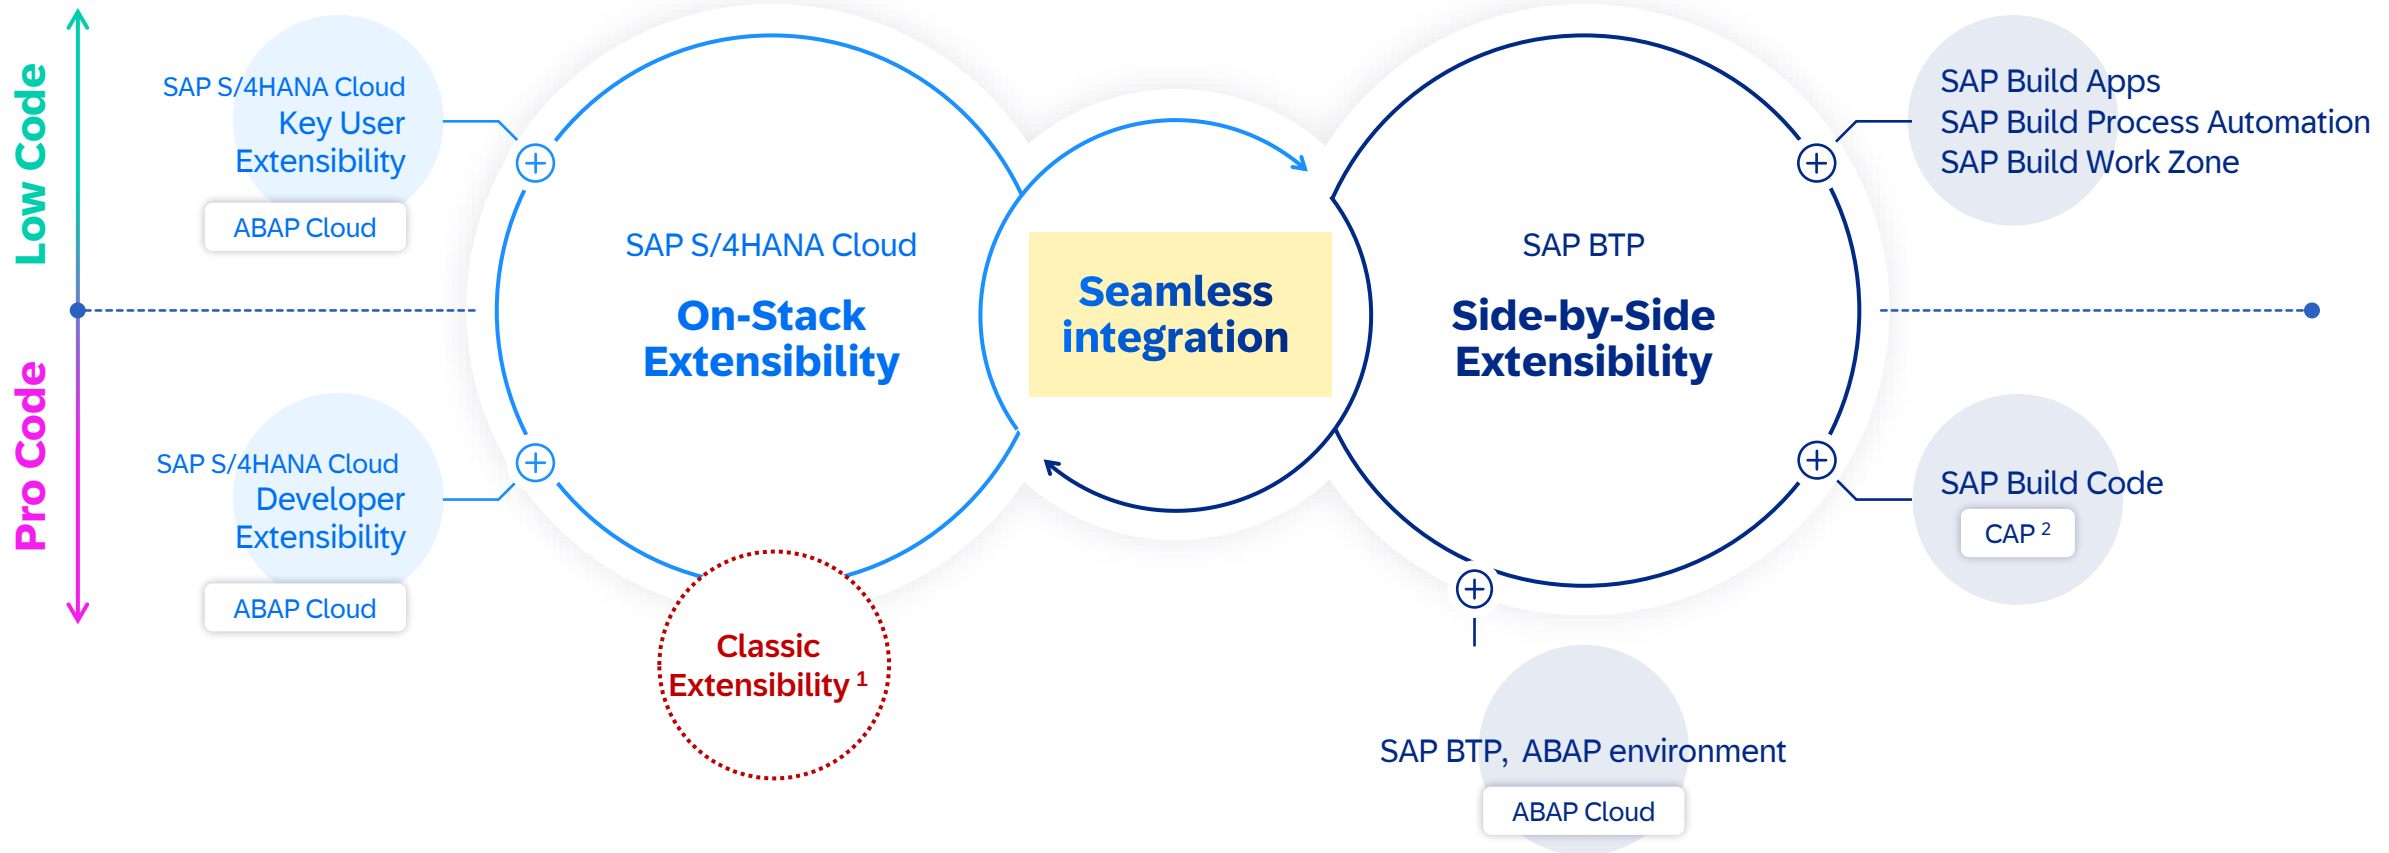 Low Code
Pro Code
SAP S/4HANA Cloud
Key User
Extensibility
ABAP Cloud
SAP S/4HANA Cloud
Developer
Extensibility
ABAP Cloud
SAP S/4HANA Cloud
On-Stack
Extensibility
Classic
Extensibility ¹
Seamless
integration
SAP BTP
Side-by-Side
Extensibility
SAP Build Apps
SAP Build Process Automation
SAP Build Work Zone
SAP Build Code
CAP ²
SAP BTP, ABAP environment
ABAP Cloud